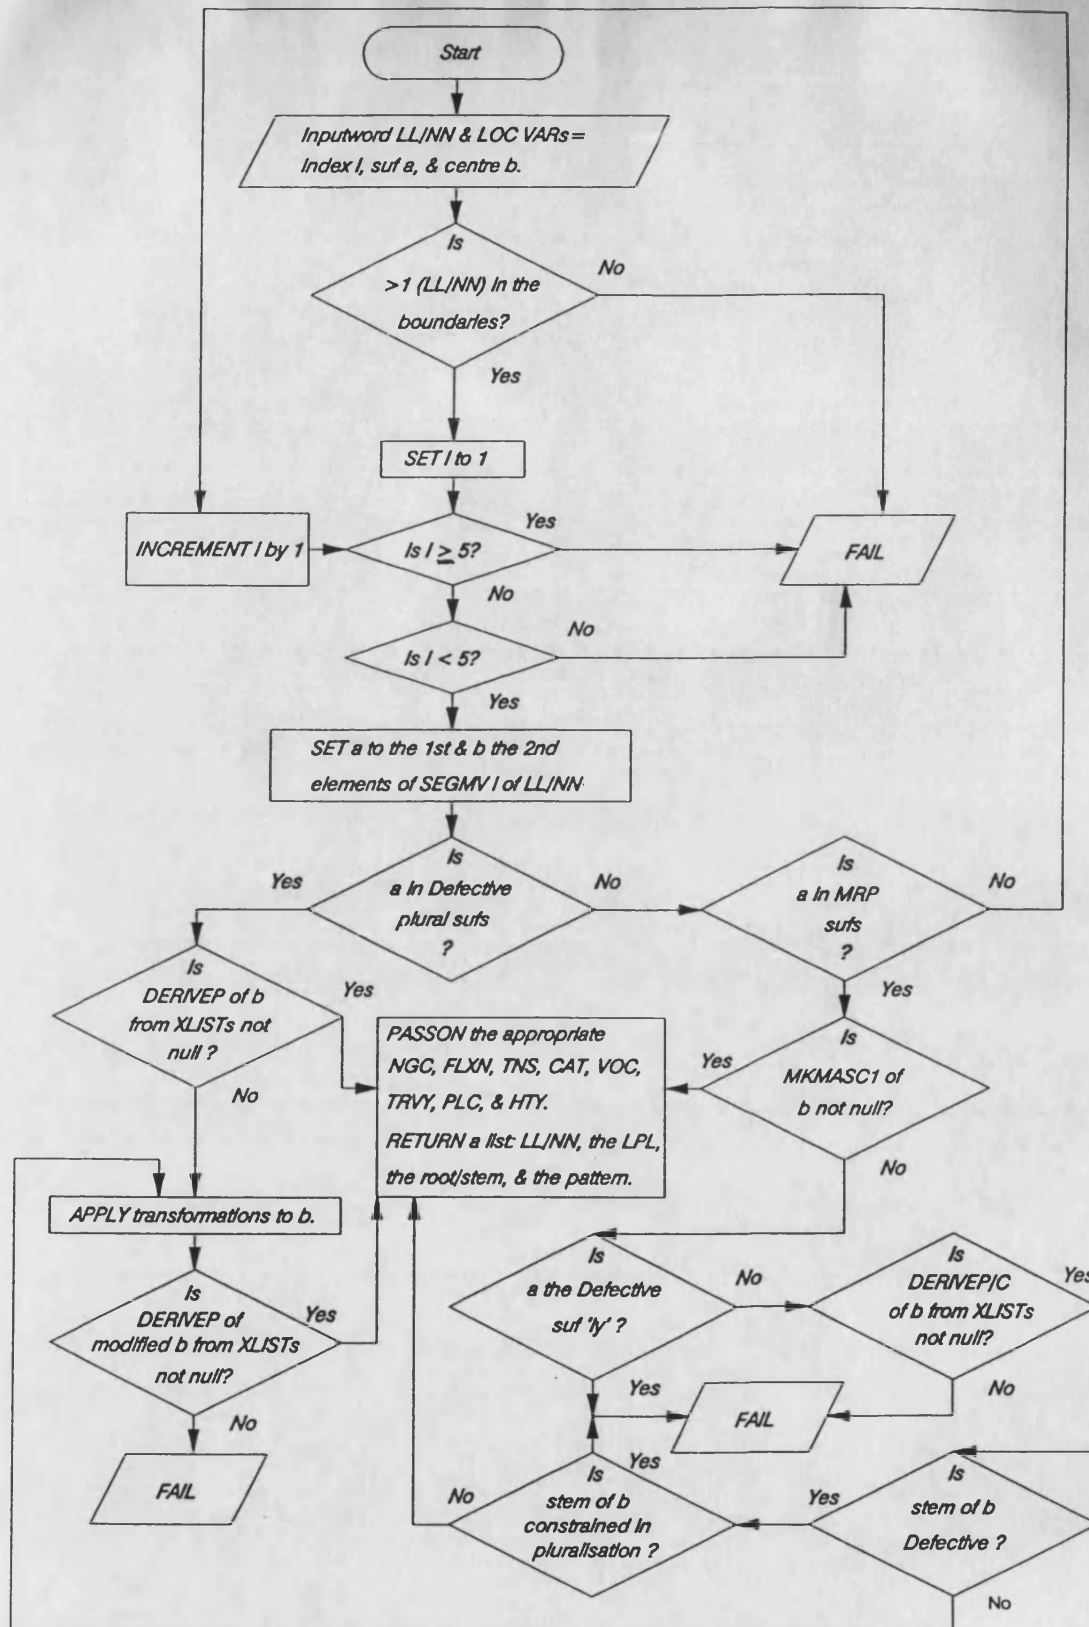 Start
Inputword LL/NN & LOC VARs=
Index I, suf a, & centre b.
Is
>1 (LL/NN) in the
boundaries?
No
Yes
SET I to 1
INCREMENT I by 1
Is I ≥ 5?
Yes
FAIL
No
Is I < 5?
No
Yes
SET a to the 1st & b the 2nd
elements of SEGMV I of LL/NN
Is
a in Defective
plural sufs
?
Yes
No
Is
a in MRP
sufs
?
No
Yes
Is
DERIVEP of b
from XLISTs not
null ?
Yes
No
PASSON the appropriate
NGC, FLXN, TNS, CAT, VOC,
TRVY, PLC, & HTY.
RETURN a list: LL/NN, the LPL,
the root/stem, & the pattern.
Is
MKMASC1 of
b not null?
Yes
No
APPLY transformations to b.
Is
DERIVEP of
modified b from XLISTs
not null?
Yes
No
FAIL
Is
a the Defective
suf 'iy' ?
No
Yes
Is
DERIVEP/C
of b from XLISTs
not null?
Yes
No
FAIL
Is
stem of b
constrained in
pluralisation ?
Yes
No
Is
stem of b
Defective ?
Yes
No